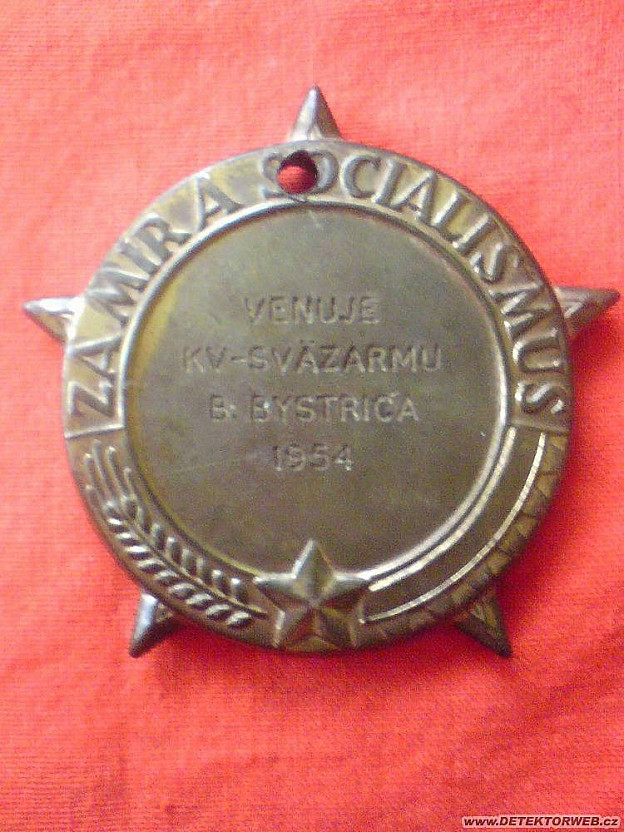 ZA MÍR A SOCIALISMUS
VENUJE
KV-SVÄZARMU
B. BYSTRICA
1954
www.DETEKTORWEB.cz